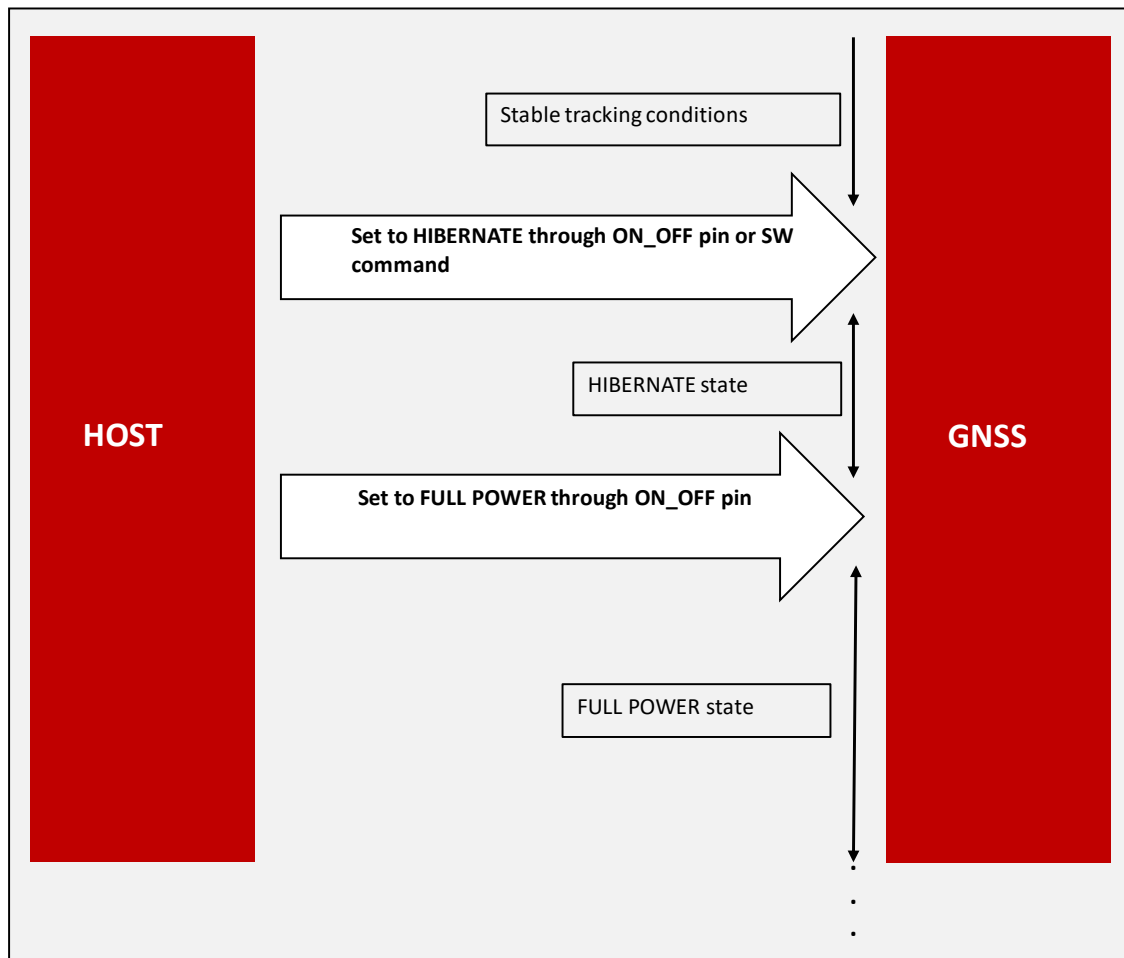 Stable tracking conditions
Set to HIBERNATE through ON_OFF pin or SW
command
HIBERNATE state
HOST
GNSS
Set to FULL POWER through ON_OFF pin
FULL POWER state
.
.
.